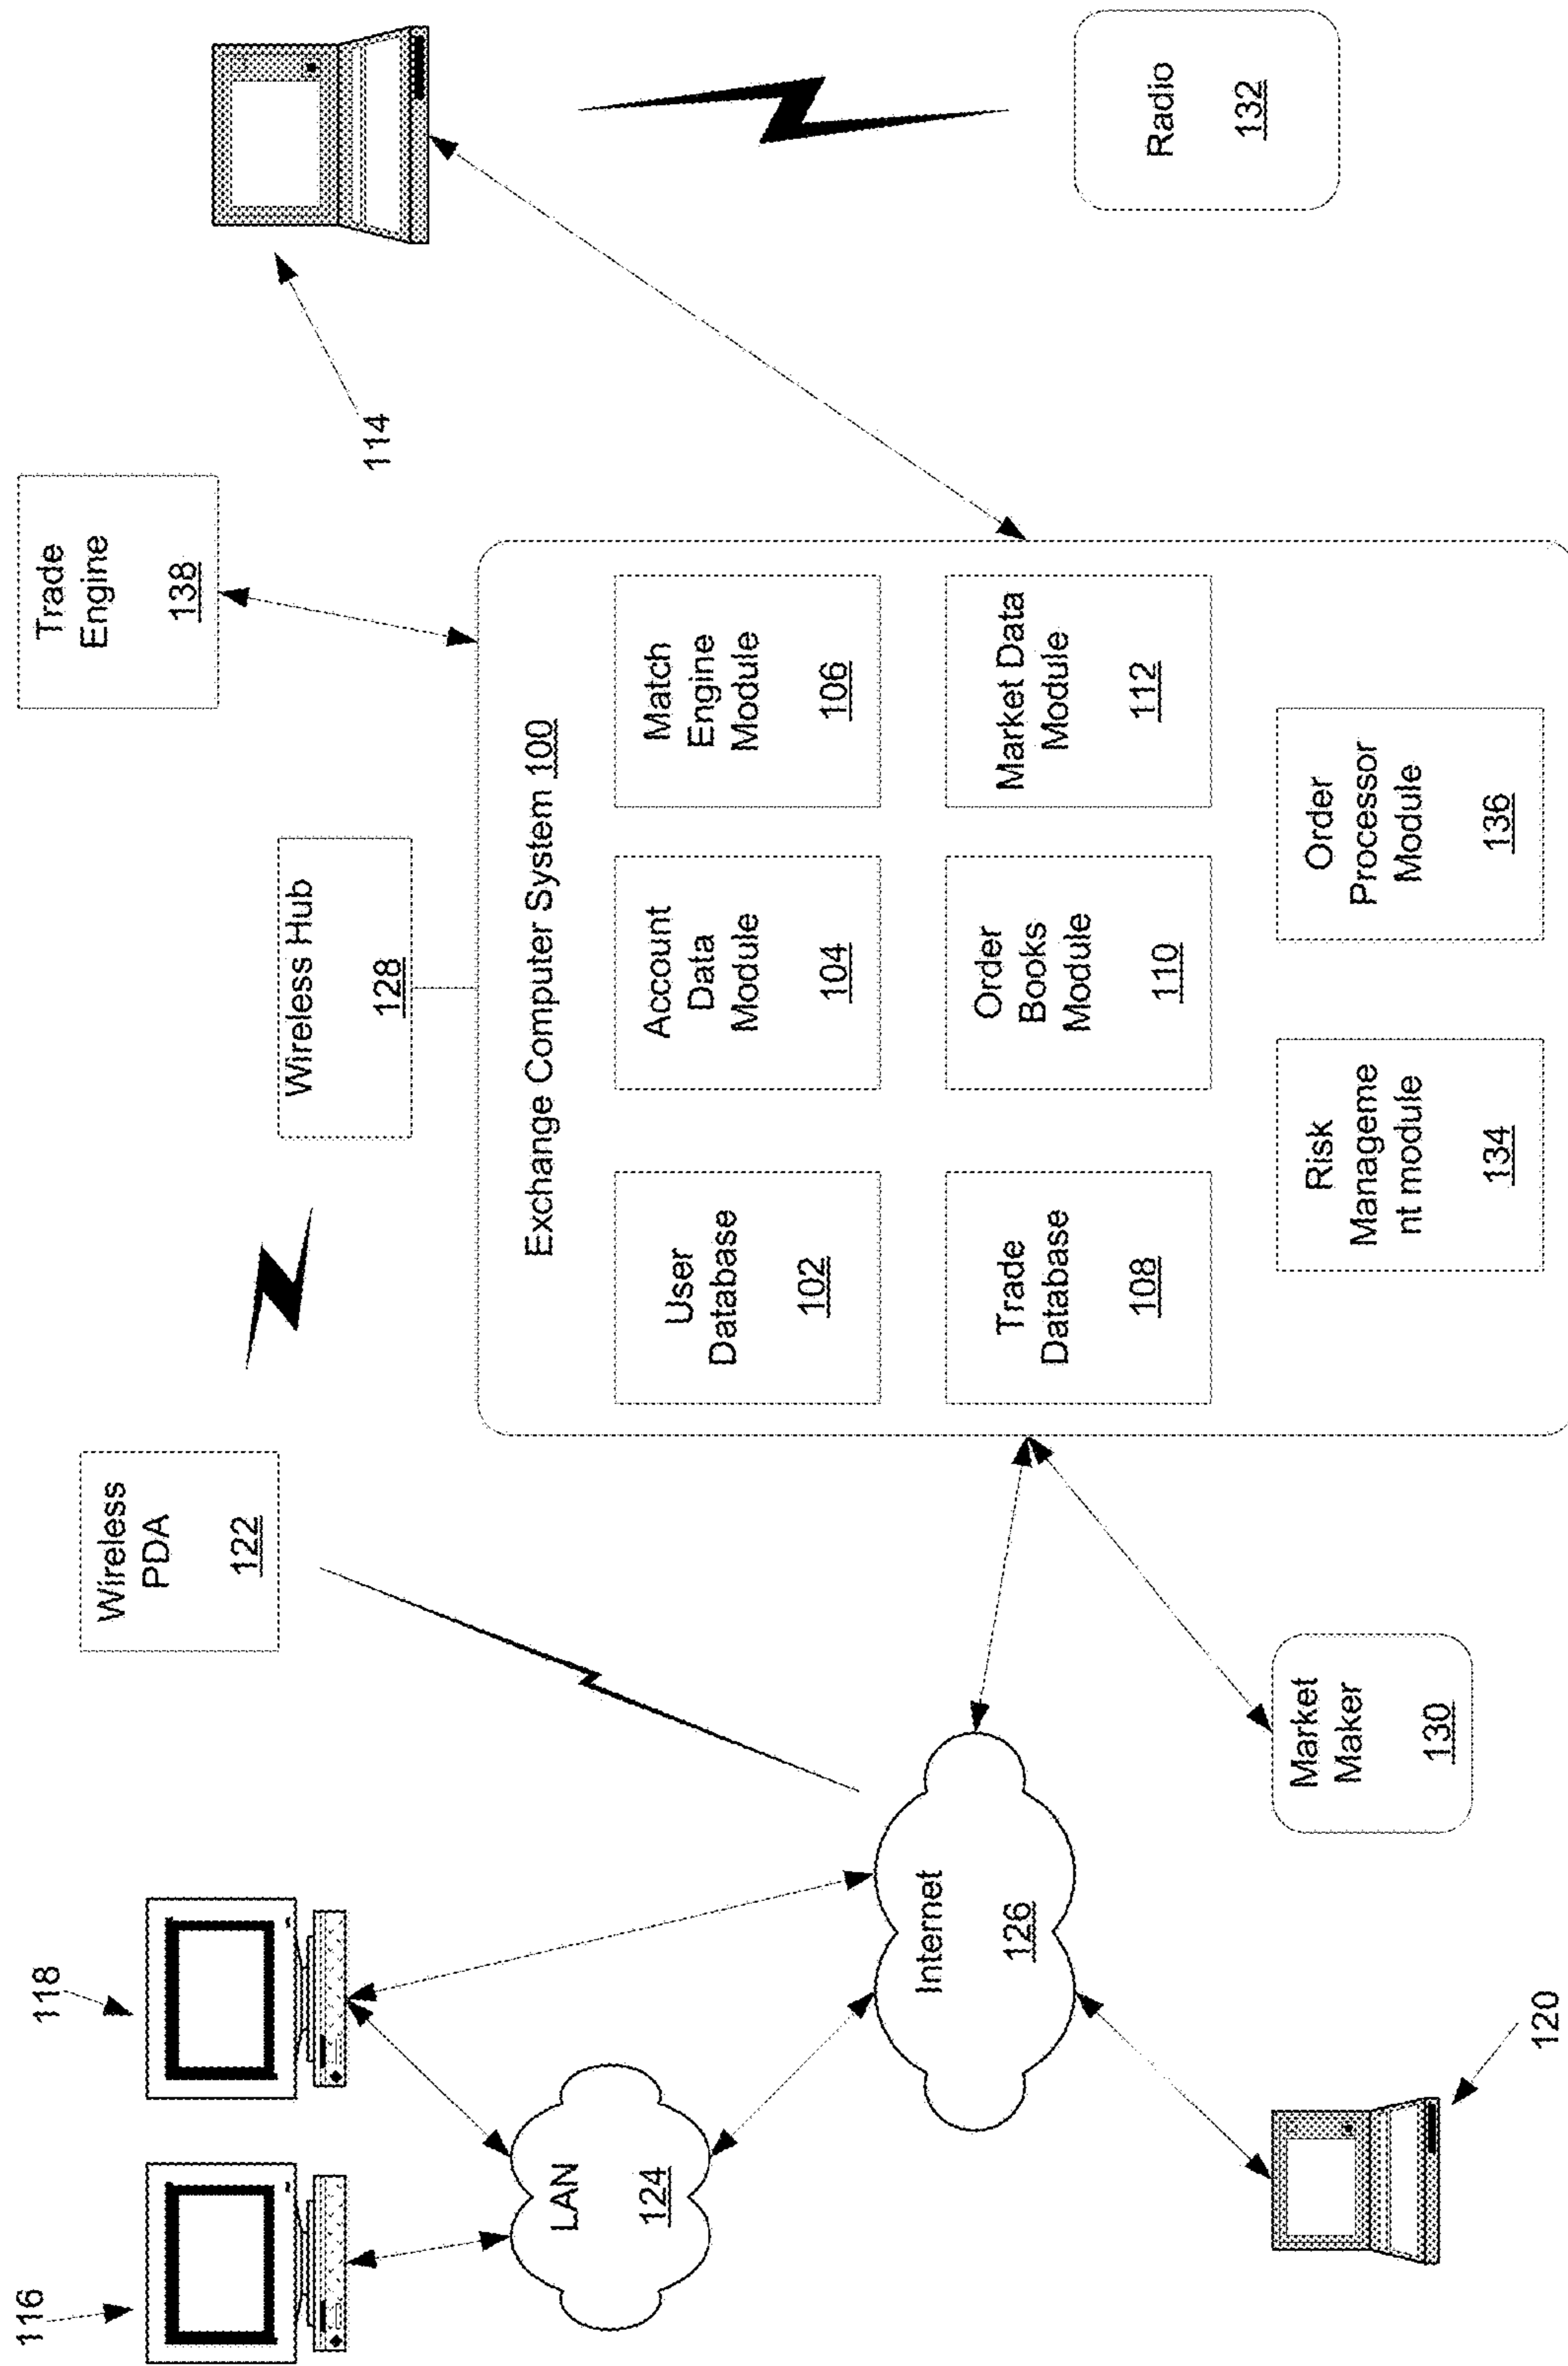 116
118
Wireless
PDA
122
Wireless Hub
128
Trade
Engine
138
114
LAN
124
Internet
126
Exchange Computer System 100
User
Database
102
Account
Data
Module
104
Match
Engine
Module
106
Trade
Database
108
Order
Books
Module
110
Market Data
Module
112
Risk
Manageme
nt module
134
Order
Processor
Module
136
Market
Maker
130
120
Radio
132